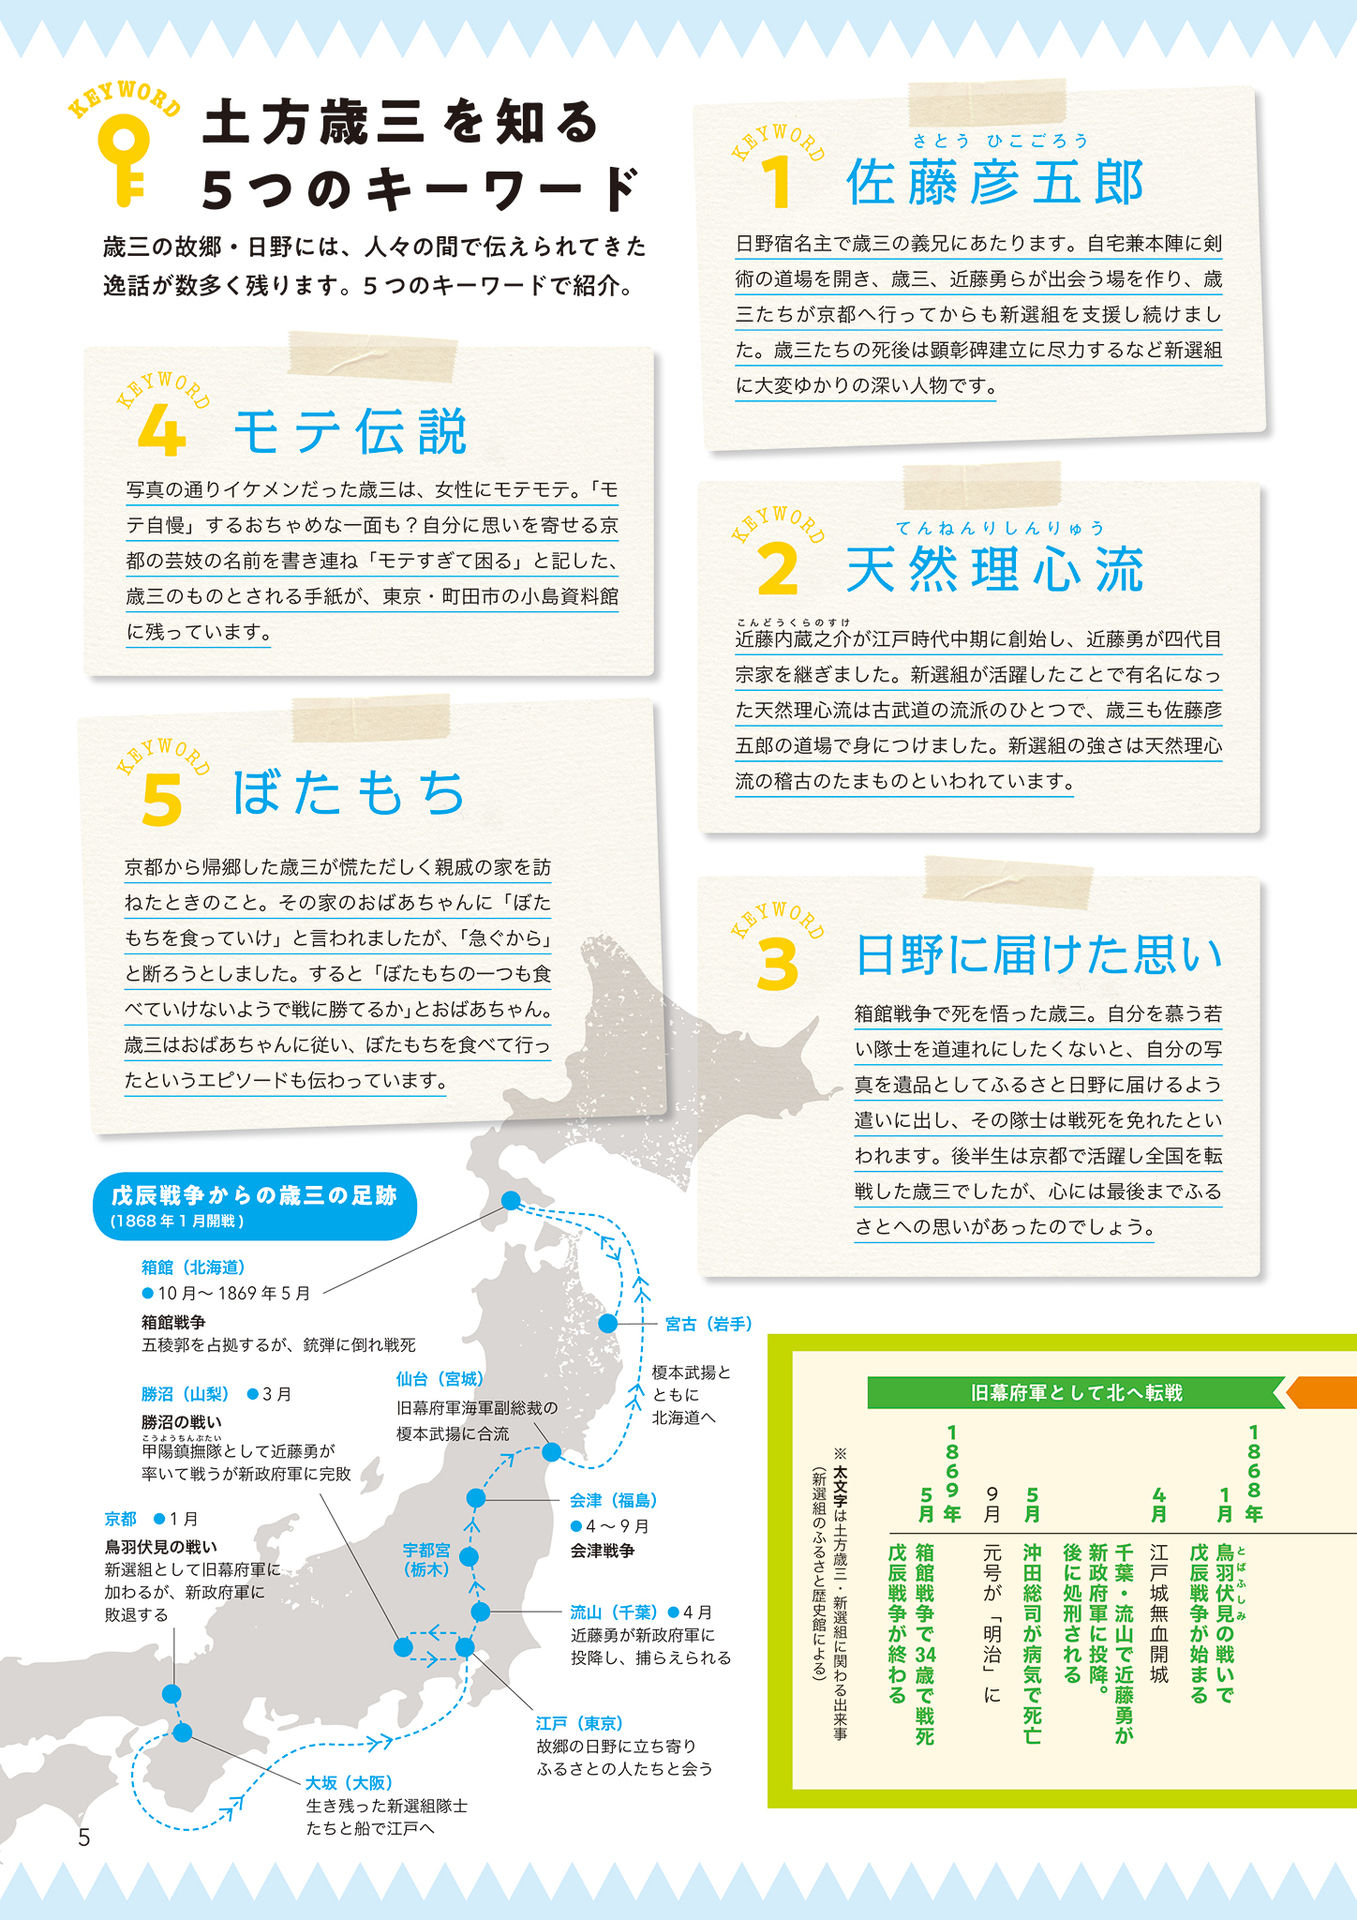 KEYWORD
土方歳三を知る
5つのキーワード
歳三の故郷・日野には、人々の間で伝えられてきた
逸話が数多く残ります。5つのキーワードで紹介。
KEYWORD
1
さとう ひこごろう
佐藤彦五郎
日野宿名主で歳三の義兄にあたります。自宅兼本陣に剣
術の道場を開き、歳三、近藤勇らが出会う場を作り、歳
三たちが京都へ行ってからも新選組を支援し続けまし
た。歳三たちの死後は顕彰碑建立に尽力するなど新選組
に大変ゆかりの深い人物です。
KEYWORD
2
てんねんりしんりゅう
天然理心流
こんどうくらのすけ
近藤内蔵之介が江戸時代中期に創始し、近藤勇が四代目
宗家を継ぎました。新選組が活躍したことで有名になっ
た天然理心流は古武道の流派のひとつで、歳三も佐藤彦
五郎の道場で身につけました。新選組の強さは天然理心
流の稽古のたまものといわれています。
KEYWORD
3
日野に届けた思い
箱館戦争で死を悟った歳三。自分を慕う若
い隊士を道連れにしたくないと、自分の写
真を遺品としてふるさと日野に届けるよう
遣いに出し、その隊士は戦死を免れたとい
われます。後半生は京都で活躍し全国を転
戦した歳三でしたが、心には最後までふる
さとへの思いがあったのでしょう。
KEYWORD
4
モテ伝説
写真の通りイケメンだった歳三は、女性にモテモテ。「モ
テ自慢」するおちゃめな一面も？自分に思いを寄せる京
都の芸妓の名前を書き連ね「モテすぎて困る」と記した、
歳三のものとされる手紙が、東京・町田市の小島資料館
に残っています。
KEYWORD
5
ぼたもち
京都から帰郷した歳三が慌ただしく親戚の家を訪
ねたときのこと。その家のおばあちゃんに「ぼた
もちを食っていけ」と言われましたが、「急ぐから」
と断ろうとしました。すると「ぼたもちの一つも食
べていけないようで戦に勝てるか」とおばあちゃん。
歳三はおばあちゃんに従い、ぼたもちを食べて行っ
たというエピソードも伝わっています。
戊辰戦争からの歳三の足跡
(1868年1月開戦)
箱館（北海道）
●10月～1869年5月
箱館戦争
五稜郭を占拠するが、銃弾に倒れ戦死
宮古（岩手）
榎本武揚と
ともに
北海道へ
仙台（宮城）
旧幕府軍海軍副総裁の
榎本武揚に合流
勝沼（山梨） ●3月
勝沼の戦い
こうようちんぶたい
甲陽鎮撫隊として近藤勇が
率いて戦うが新政府軍に完敗
京都 ●1月
鳥羽伏見の戦い
新選組として旧幕府軍に
加わるが、新政府軍に
敗退する
会津（福島）
●4～9月
会津戦争
宇都宮
（栃木）
流山（千葉）●4月
近藤勇が新政府軍に
投降し、捕らえられる
江戸（東京）
故郷の日野に立ち寄り
ふるさとの人たちと会う
大坂（大阪）
生き残った新選組隊士
たちと船で江戸へ
旧幕府軍として北へ転戦
1868年
1月
とばふしみ
鳥羽伏見の戦いで
戊辰戦争が始まる
4月
江戸城無血開城
千葉・流山で近藤勇が
新政府軍に投降。
後に処刑される
5月
沖田総司が病気で死亡
9月
元号が「明治」に
1869年
5月
箱館戦争で34歳で戦死
戊辰戦争が終わる
※太文字は土方歳三・新選組に関わる出来事
（新選組のふるさと歴史館による）
5